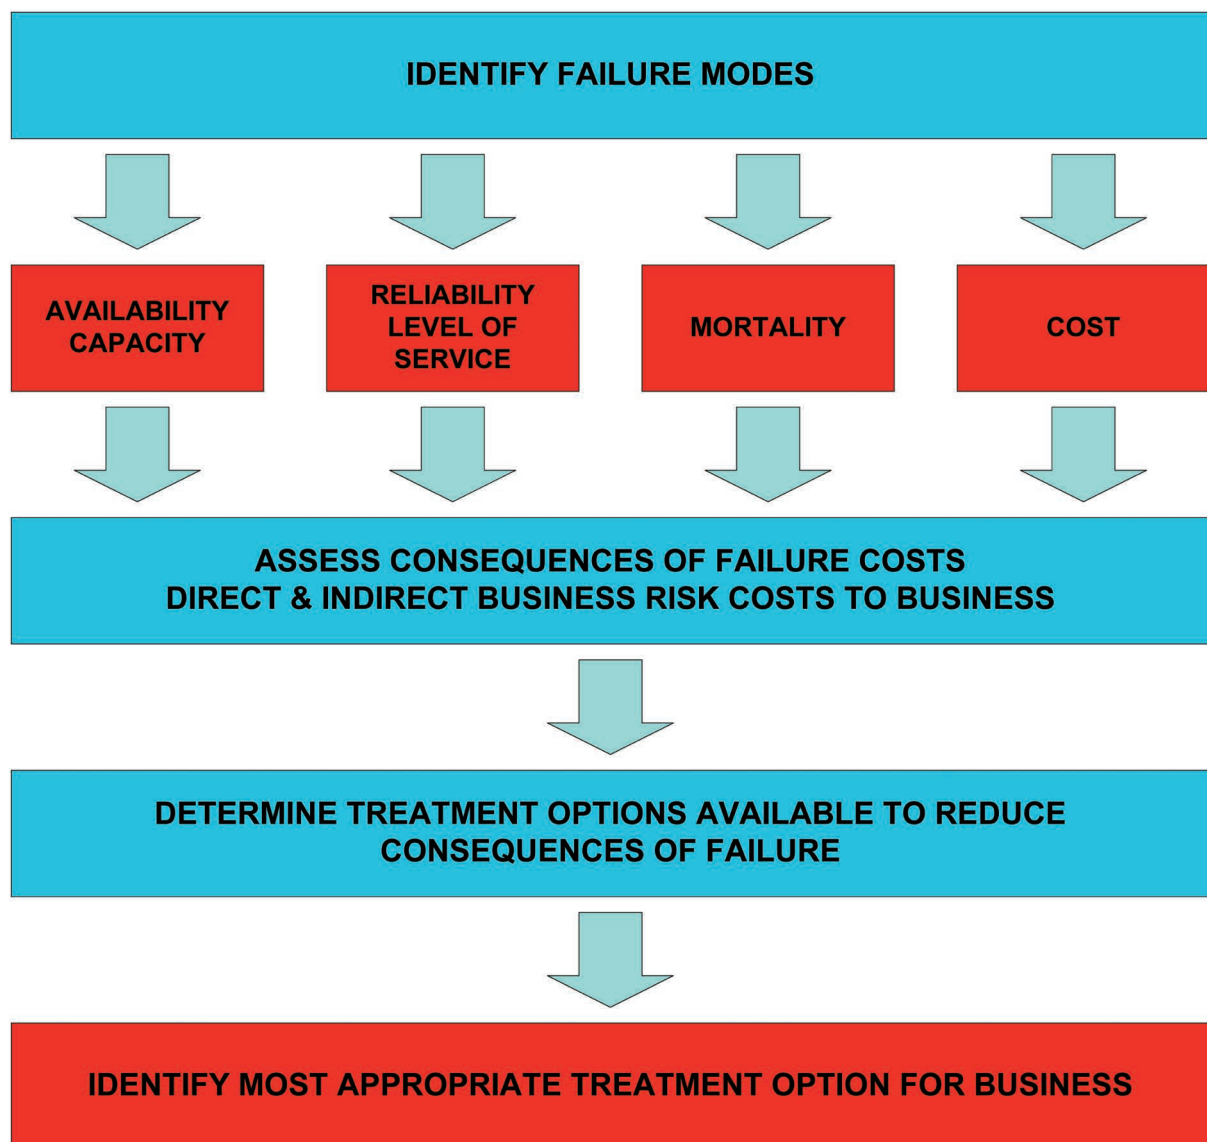 IDENTIFY FAILURE MODES
AVAILABILITY
CAPACITY
RELIABILITY
LEVEL OF
SERVICE
MORTALITY
COST
ASSESS CONSEQUENCES OF FAILURE COSTS
DIRECT & INDIRECT BUSINESS RISK COSTS TO BUSINESS
DETERMINE TREATMENT OPTIONS AVAILABLE TO REDUCE
CONSEQUENCES OF FAILURE
IDENTIFY MOST APPROPRIATE TREATMENT OPTION FOR BUSINESS